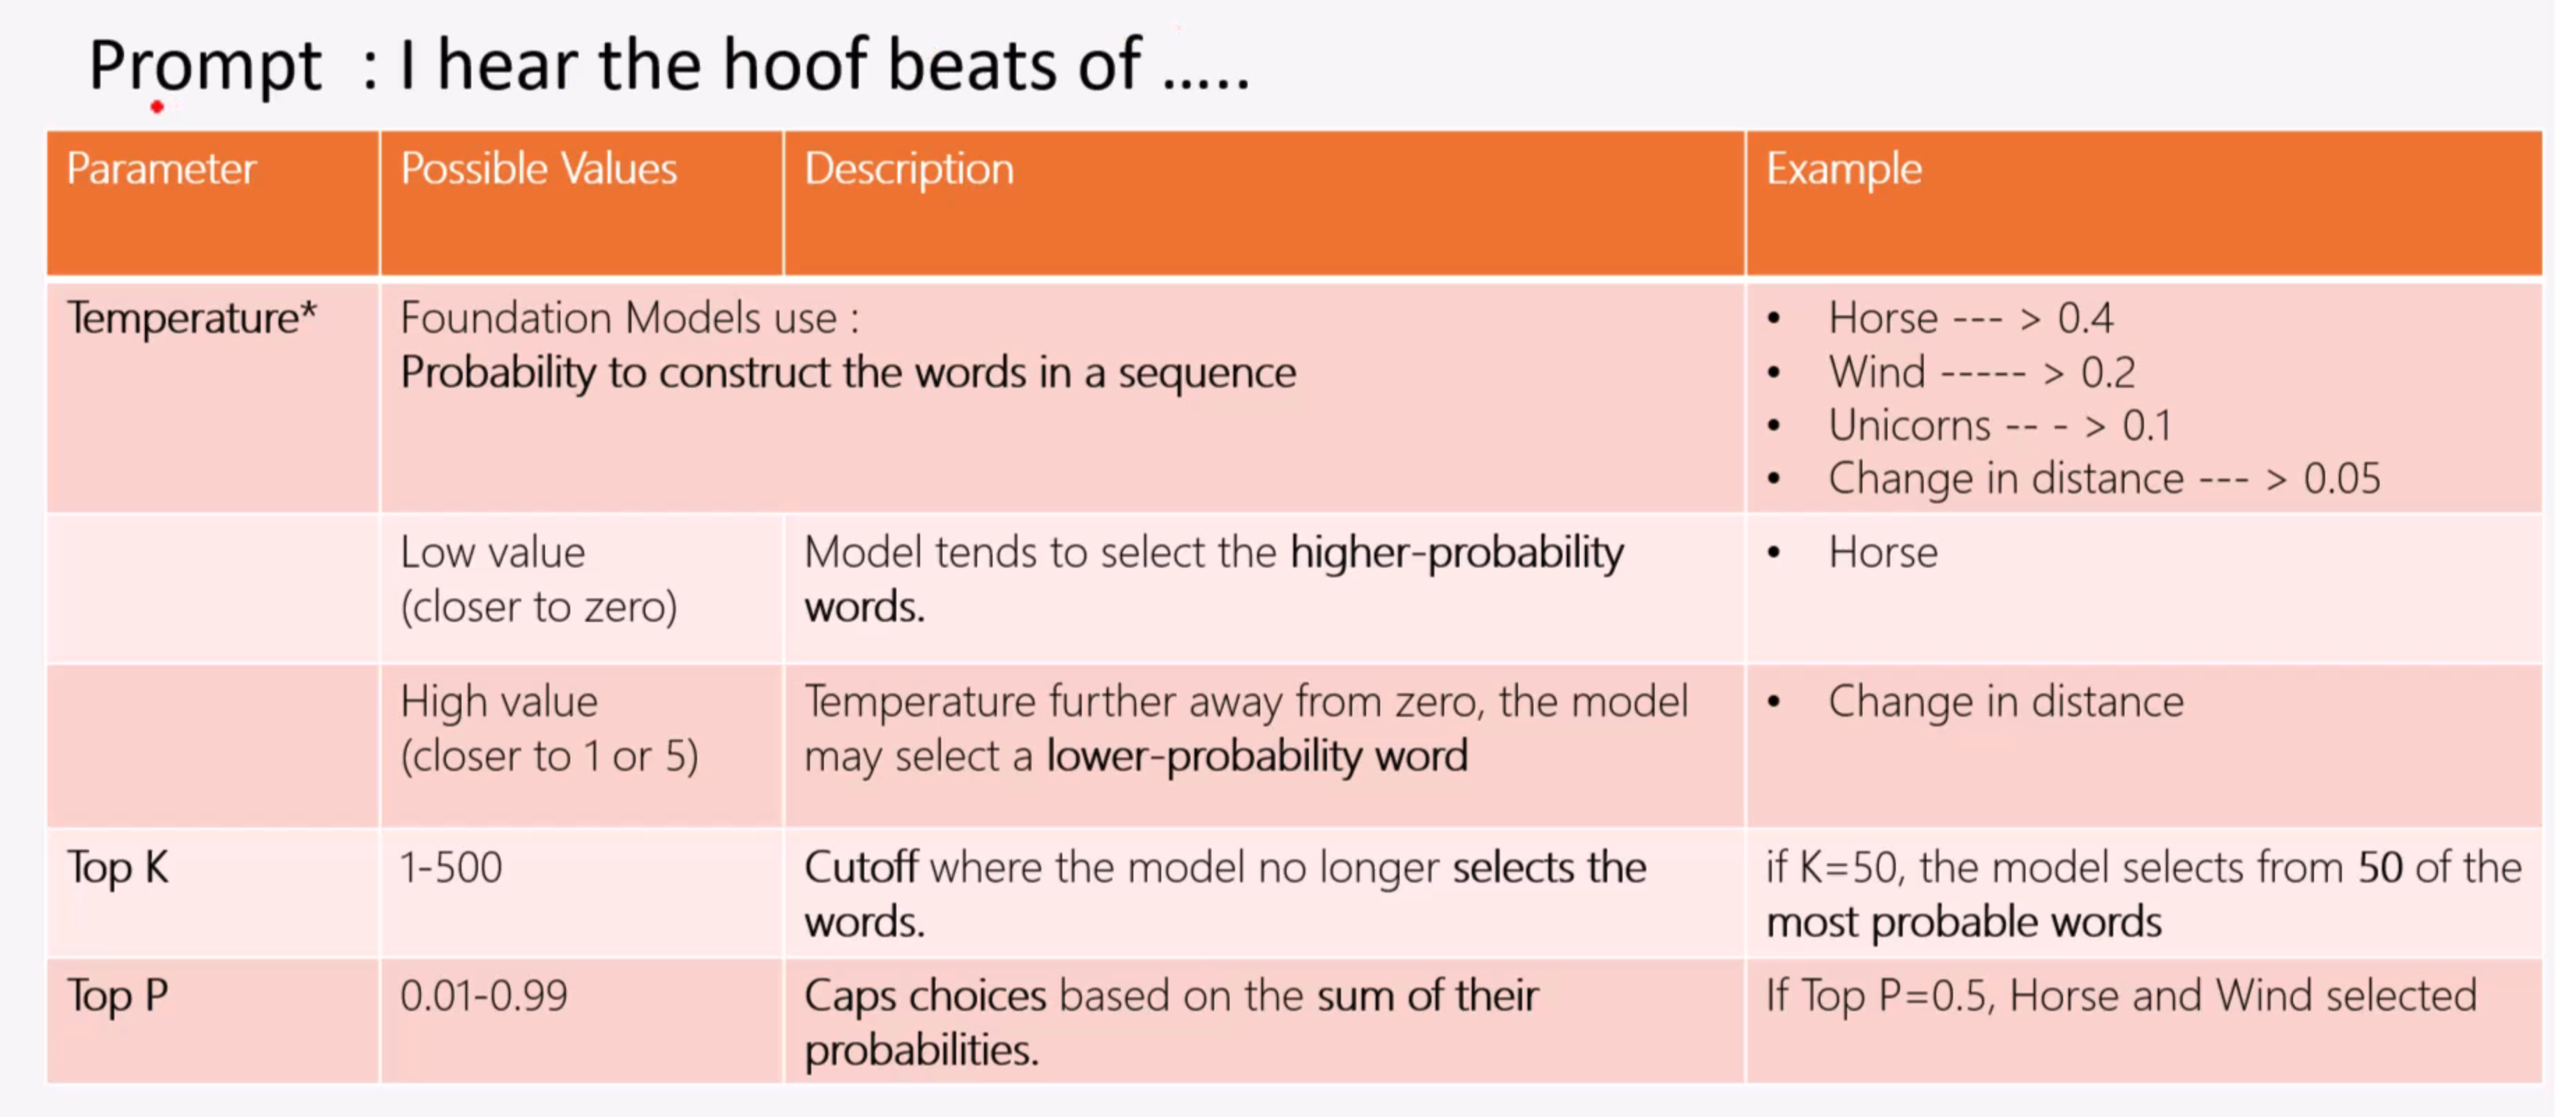 Prompt : I hear the hoof beats of .....
Parameter
Possible Values
Description
Example
Temperature*
Foundation Models use :
Probability to construct the words in a sequence
• Horse --- > 0.4
• Wind ----- > 0.2
• Unicorns -- - > 0.1
• Change in distance --- > 0.05
Low value
(closer to zero)
Model tends to select the higher-probability
words.
• Horse
High value
(closer to 1 or 5)
Temperature further away from zero, the model
may select a lower-probability word
• Change in distance
Top K
1-500
Cutoff where the model no longer selects the
words.
if K=50, the model selects from 50 of the
most probable words
Top P
0.01-0.99
Caps choices based on the sum of their
probabilities.
If Top P=0.5, Horse and Wind selected